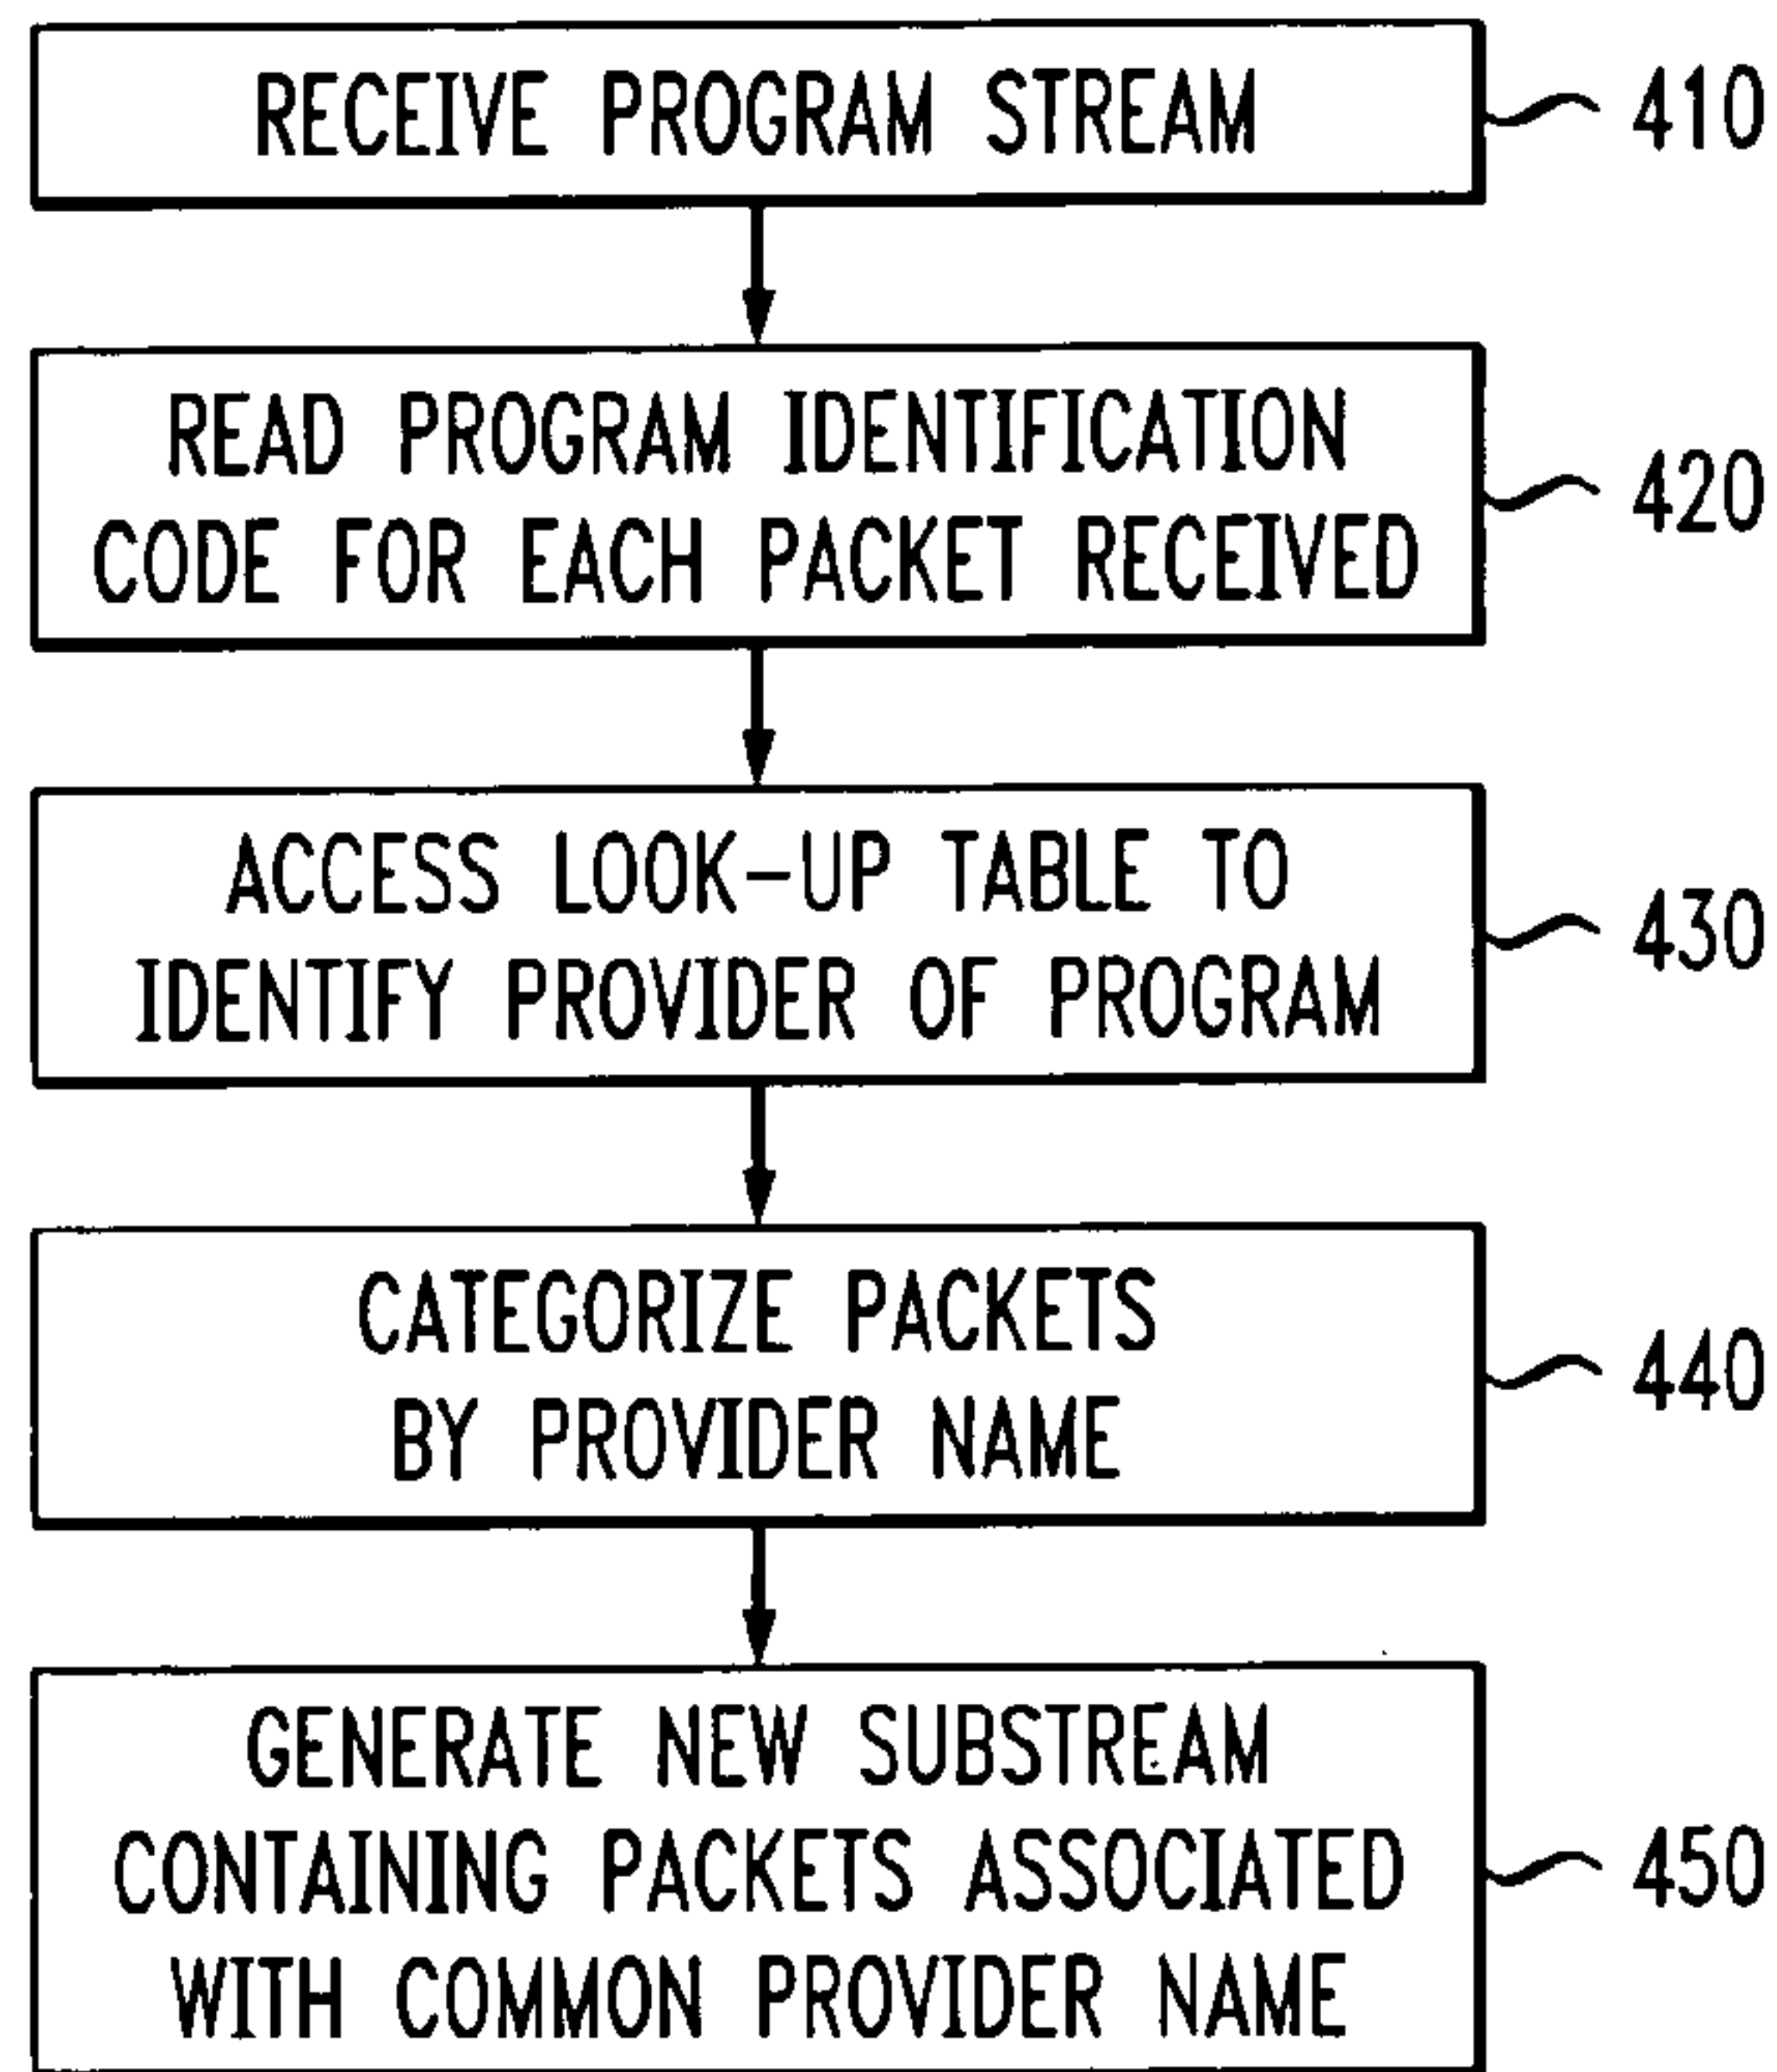 RECEIVE PROGRAM STREAM
410
READ PROGRAM IDENTIFICATION
CODE FOR EACH PACKET RECEIVED
420
ACCESS LOOK-UP TABLE TO
IDENTIFY PROVIDER OF PROGRAM
430
CATEGORIZE PACKETS
BY PROVIDER NAME
440
GENERATE NEW SUBSTREAM
CONTAINING PACKETS ASSOCIATED
WITH COMMON PROVIDER NAME
450